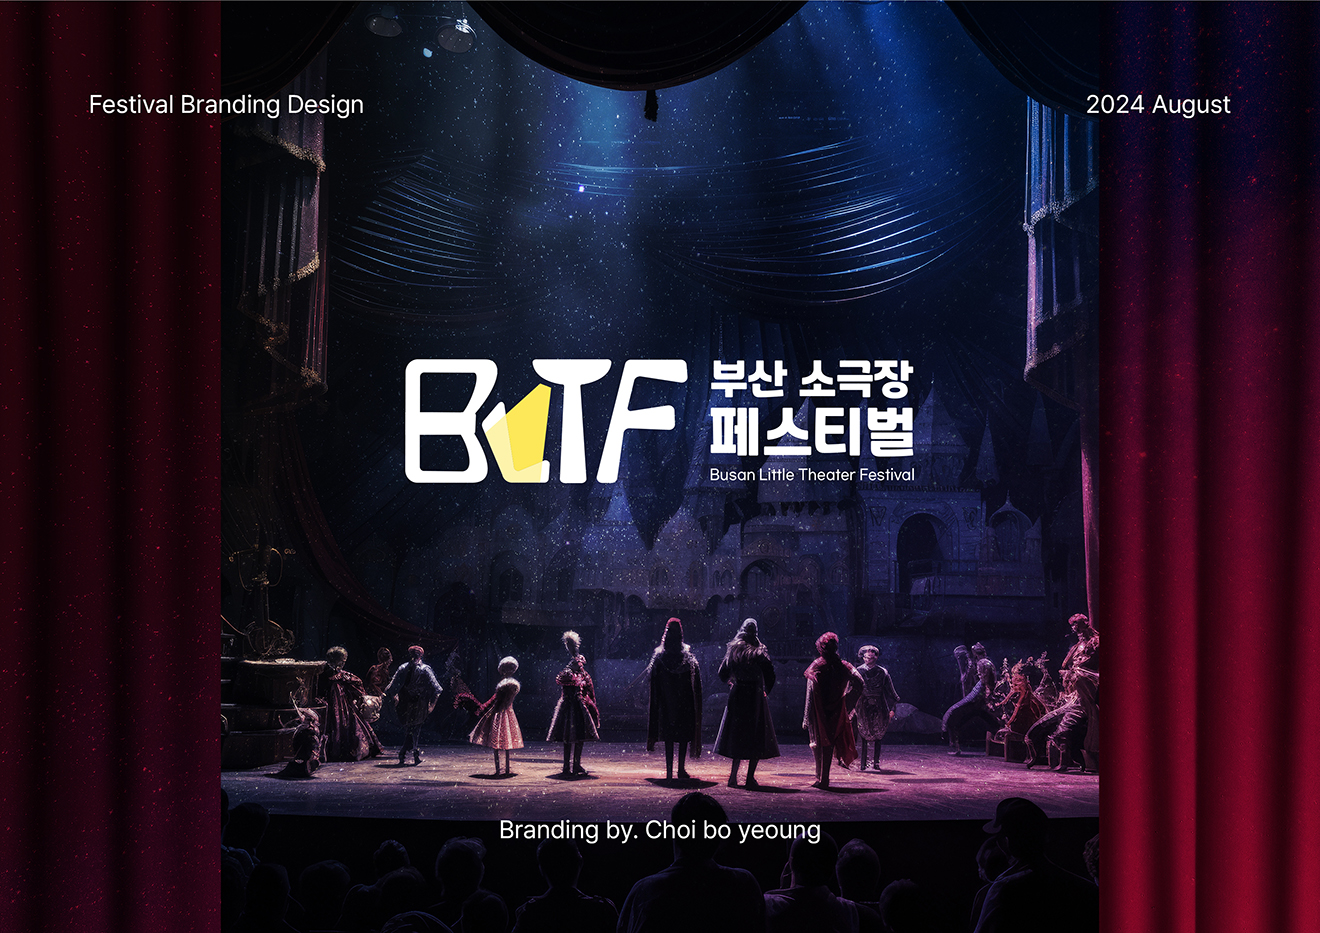 Festival Branding Design
2024 August
BLTF
부산 소극장
페스티벌
Busan Little Theater Festival
Branding by. Choi bo yeoung